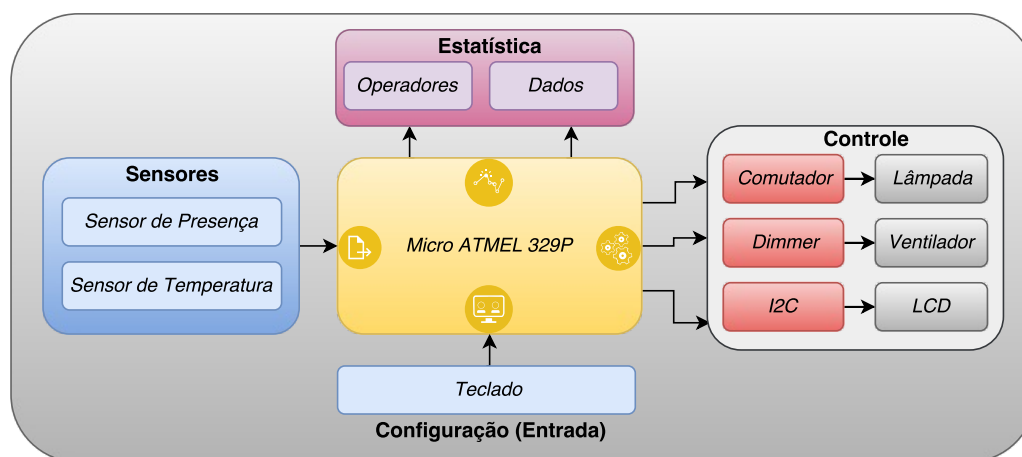 Estatística
Operadores
Dados
Sensores
Sensor de Presença
Sensor de Temperatura
Micro ATMEL 329P
Controle
Comutador
Lâmpada
Dimmer
Ventilador
I2C
LCD
Teclado
Configuração (Entrada)